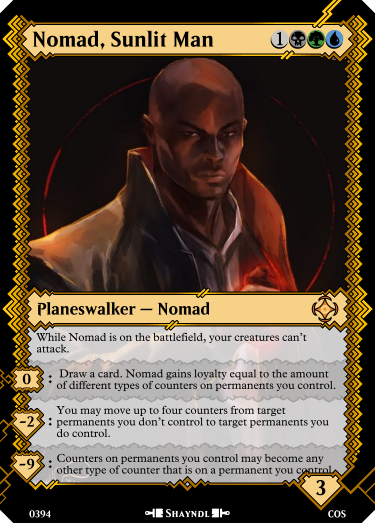 Nomad, Sunlit Man
1
Planeswalker — Nomad
While Nomad is on the battlefield, your creatures can't
attack.
0 : Draw a card. Nomad gains loyalty equal to the amount
of different types of counters on permanents you control.
-2 : You may move up to four counters from target
permanents you don't control to target permanents you
do control.
-9 : Counters on permanents you control may become any
other type of counter that is on a permanent you control.
3
0394 SHAYNDL COS